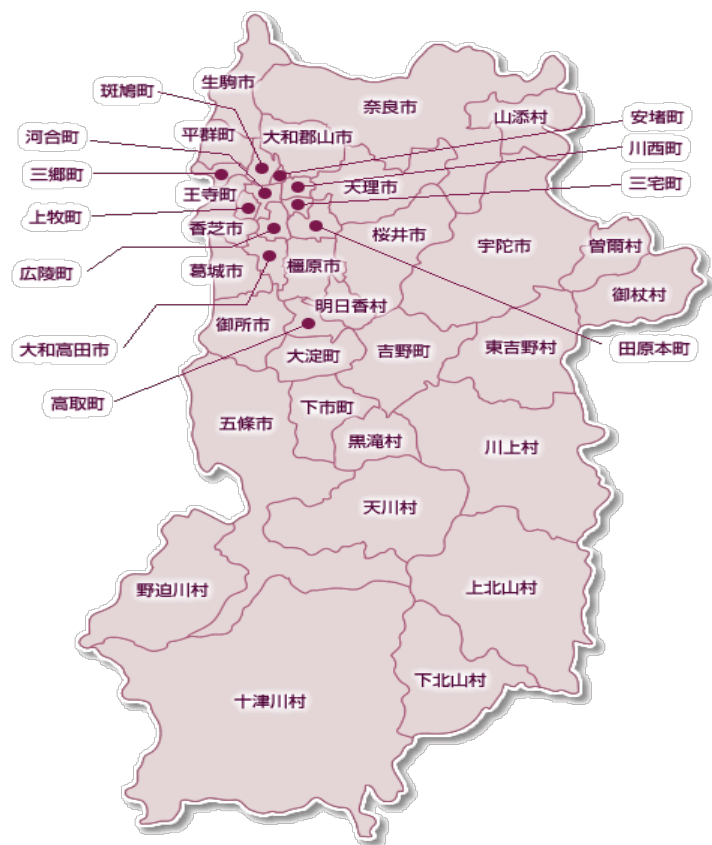 生駒市
斑鳩町
奈良市
山添村
安堵町
平群町
大和郡山市
河合町
川西町
三郷町
王寺町
天理市
三宅町
上牧町
香芝市
桜井市
宇陀市
曽爾村
広陵町
葛城市
橿原市
御杖村
明日香村
御所市
大和高田市
大淀町
吉野町
東吉野村
田原本町
高取町
下市町
五條市
黒滝村
川上村
天川村
野迫川村
上北山村
下北山村
十津川村